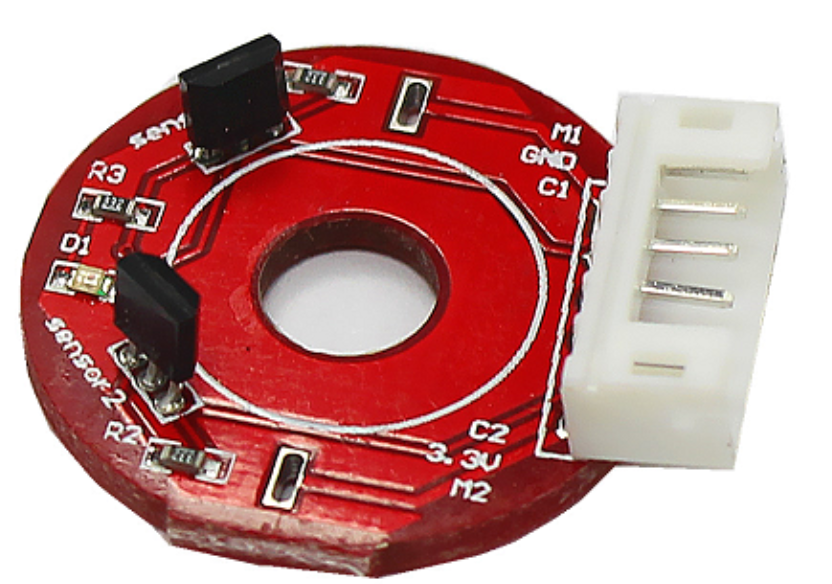 M1
GND
C1
R3
D1
sensor2
R2
C2
3.3V
M2